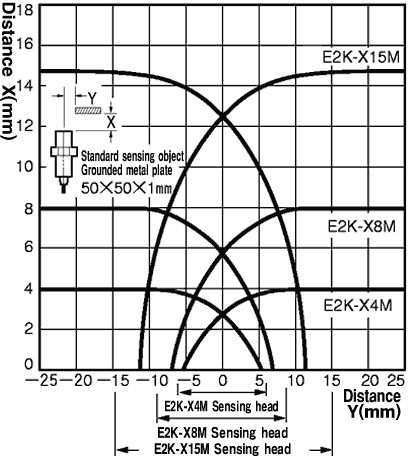 Distance X(mm)
18
16
14
12
10
8
6
4
2
0
E2K-X15M
Y
X
Standard sensing object
Grounded metal plate
50×50×1mm
E2K-X8M
E2K-X4M
−25−20−15 −10 −5 0 5 10 15 20 25
Distance
Y(mm)
E2K-X4M Sensing head
E2K-X8M Sensing head
E2K-X15M Sensing head